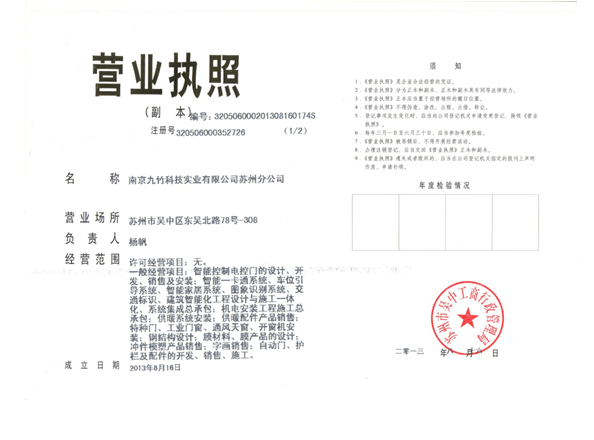 营业执照
(副 本)
编号: 320506000201308160174S
注册号 320506000352726 (1/2)
名 称 南京九竹科技实业有限公司苏州分公司
营业场所 苏州市吴中区东吴北路78号-308
负 责 人 杨帆
经营范围 许可经营项目: 无。
一般经营项目: 智能控制电控门的设计、开
发、销售及安装; 智能一卡通系统、车位引
导系统、智能家居系统、图象识别系统、交
通标识、建筑智能化工程设计与施工一体
化、系统集成总承包; 机电安装工程施工总
承包; 供暖系统安装; 供暖配件产品销售;
特种门、工业门窗、通风天窗、开窗机安
装; 钢结构设计; 膜材料、膜产品的设计;
冲件模塑产品销售; 字画销售; 自动门、护
栏及配件的开发、销售、施工。
成 立 日 期 2013年8月16日
须 知
1.《营业执照》是企业合法经营的凭证。
2.《营业执照》分为正本和副本, 正本和副本具有同等法律效力。
3.《营业执照》正本应当置于经营场所的醒目位置。
4.《营业执照》不得伪造、涂改、出租、出借、转让。
5. 登记事项发生变化时, 应当向公司登记机关申请变更登记, 换领《营业
执照》。
6. 每年三月一日至六月三十日, 应当参加年度检验。
7.《营业执照》被吊销后, 不得开展经营活动。
8. 办理注销登记, 应当交回《营业执照》正本和副本。
9.《营业执照》遗失或者毁坏的, 应当在公司登记机关指定的报刊上声明
作废, 申请补领。
年度检验情况
苏州市吴中工商行政管理局
二零一三 年 八 月 日